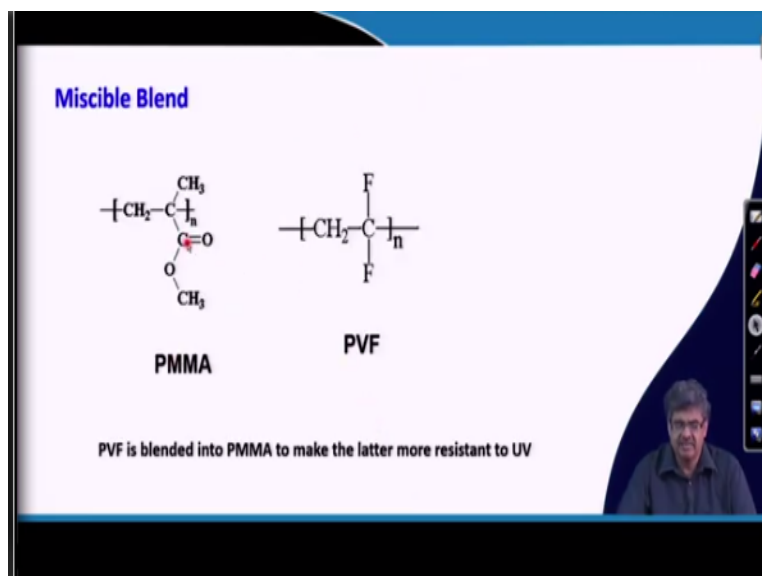 Miscible Blend
CH3
-[CH2-C-]n
C=O
O
CH3
PMMA
F
-[CH2-C-]n
F
PVF
PVF is blended into PMMA to make the latter more resistant to UV